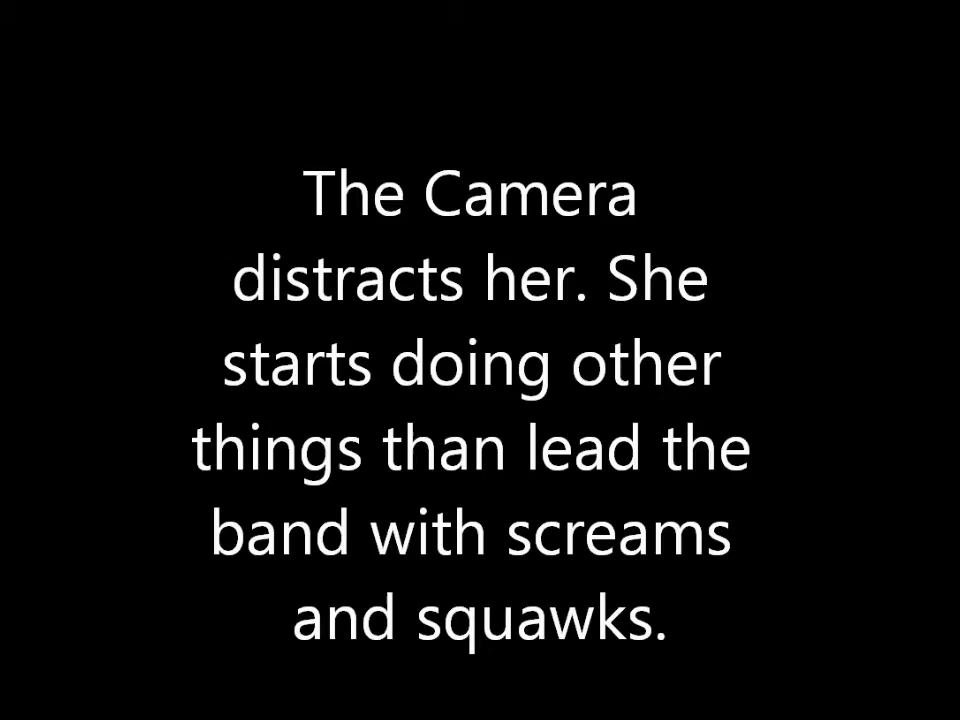 The Camera
distracts her. She
starts doing other
things than lead the
band with screams
and squawks.